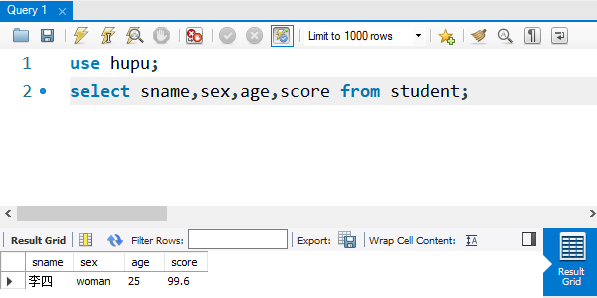 Query 1
Limit to 1000 rows
1 use hupu;
2 select sname,sex,age,score from student;
Result Grid Filter Rows: Export: Wrap Cell Content:
sname sex age score
李四 woman 25 99.6
Result
Grid